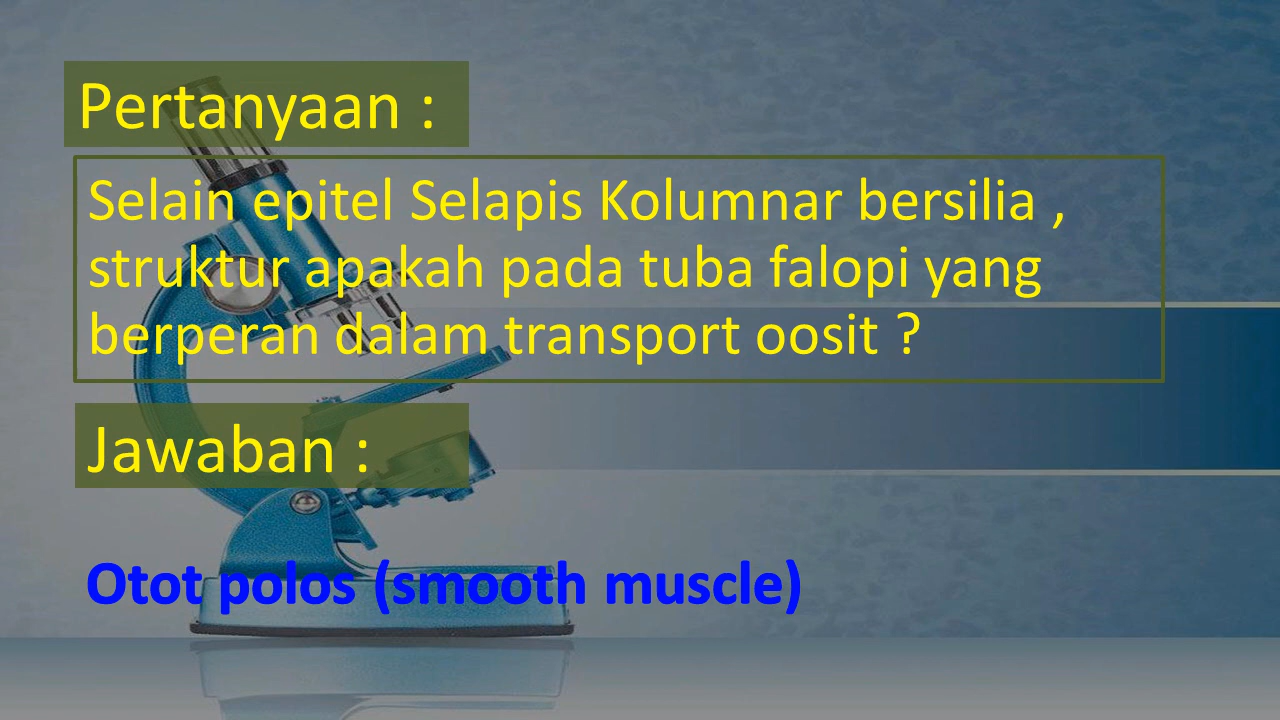 Pertanyaan :
Selain epitel Selapis Kolumnar bersilia ,
struktur apakah pada tuba falopi yang
berperan dalam transport oosit ?
Jawaban :
Otot polos (smooth muscle)